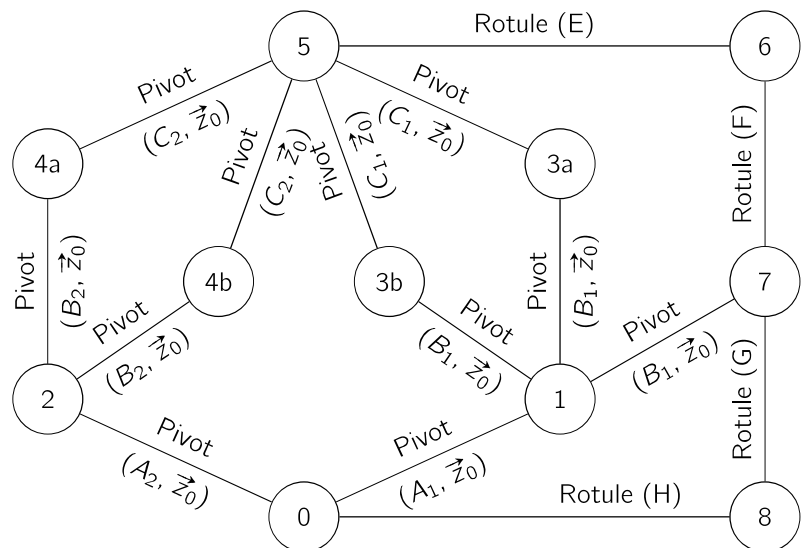 5
Rotule (E)
6
Pivot
(C₂, z⃗₀)
Pivot
(C₂, z⃗₀)
Pivot
(C₁, z⃗₀)
Pivot
(C₁, z⃗₀)
Rotule (F)
4a
3a
Pivot
(B₂, z⃗₀)
4b
3b
Pivot
(B₁, z⃗₀)
7
Pivot
(B₂, z⃗₀)
Pivot
(B₁, z⃗₀)
Pivot
(B₁, z⃗₀)
Rotule (G)
2
1
Pivot
(A₂, z⃗₀)
Pivot
(A₁, z⃗₀)
Rotule (H)
0
8